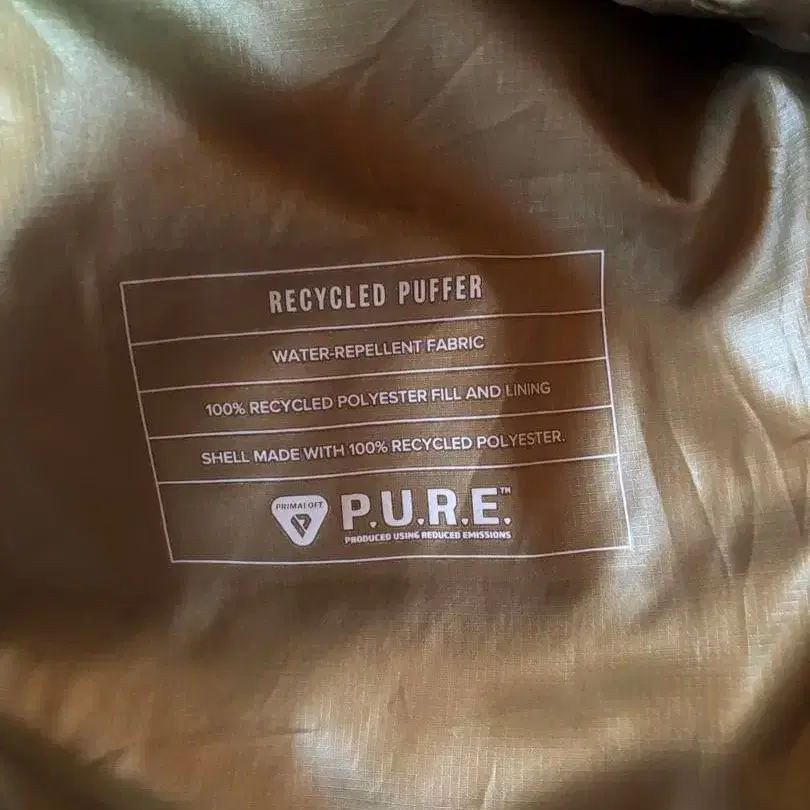 RECYCLED PUFFER
WATER-REPELLENT FABRIC
100% RECYCLED POLYESTER FILL AND LINING
SHELL MADE WITH 100% RECYCLED POLYESTER.
PRIMALOFT
P.U.R.E.™
PRODUCED USING REDUCED EMISSIONS